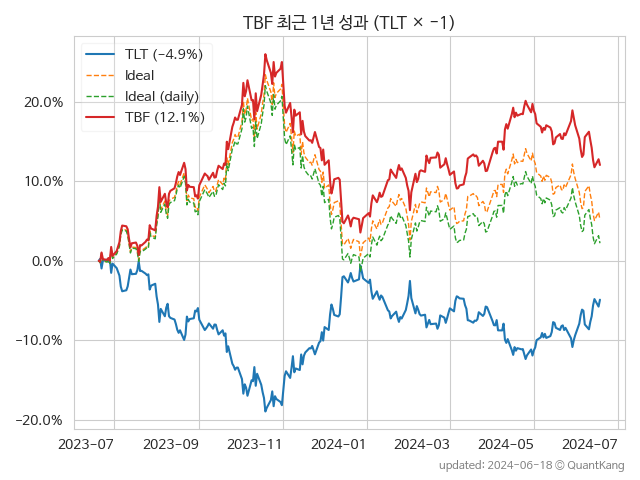 TBF 최근 1년 성과 (TLT × −1)
TLT (−4.9%)
Ideal
Ideal (daily)
TBF (12.1%)
20.0%
10.0%
0.0%
−10.0%
−20.0%
2023-07 2023-09 2023-11 2024-01 2024-03 2024-05 2024-07
updated: 2024-06-18 © QuantKang